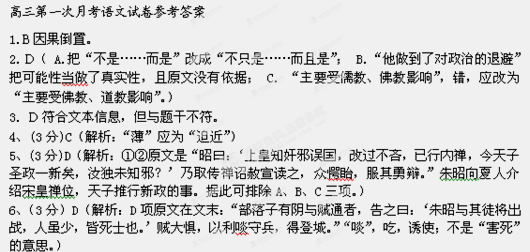 高三第一次月考语文试卷参考答案
1.B因果倒置。
2. D（ A.把“不是……而是”改成“不只是……而且是”； B.“他做到了对政治的退避”
把可能性当做了真实性，且原文没有依据； C. “主要受儒教、佛教影响”，错，应改为
“主要受佛教、道教影响”。）
3. D 符合文本信息，但与题干不符。
4、(3分)C（解析：“薄”应为“迫近”）
5、(3分)D（解析：①②原文是“昭曰：‘上皇知奸邪误国，改过不吝，已行内禅，今天子
圣政一新矣，汝独未知邪？’乃取传禅诏赦宣读之，众愕眙，服其勇辩。”朱昭向夏人介
绍宋皇禅位，天子推行新政的事。据此可排除 A、B、C三项。）
6、（3分）D（解析：D项原文在文末：“部落子有阴与贼通者，告之曰：‘朱昭与其徒将出
战，人虽少，皆死士也。’贼大惧，以利啖守兵，得登城。”“啖”，吃，诱使；不是“害死”
的意思。）